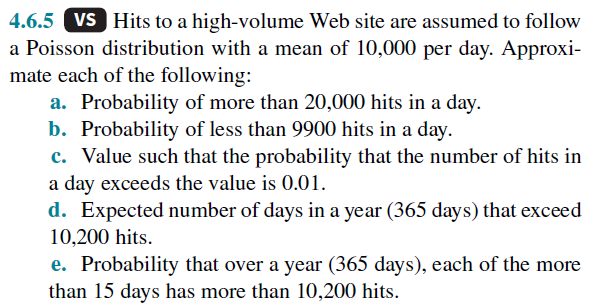 4.6.5 VS Hits to a high-volume Web site are assumed to follow
a Poisson distribution with a mean of 10,000 per day. Approxi-
mate each of the following:
a. Probability of more than 20,000 hits in a day.
b. Probability of less than 9900 hits in a day.
c. Value such that the probability that the number of hits in
a day exceeds the value is 0.01.
d. Expected number of days in a year (365 days) that exceed
10,200 hits.
e. Probability that over a year (365 days), each of the more
than 15 days has more than 10,200 hits.